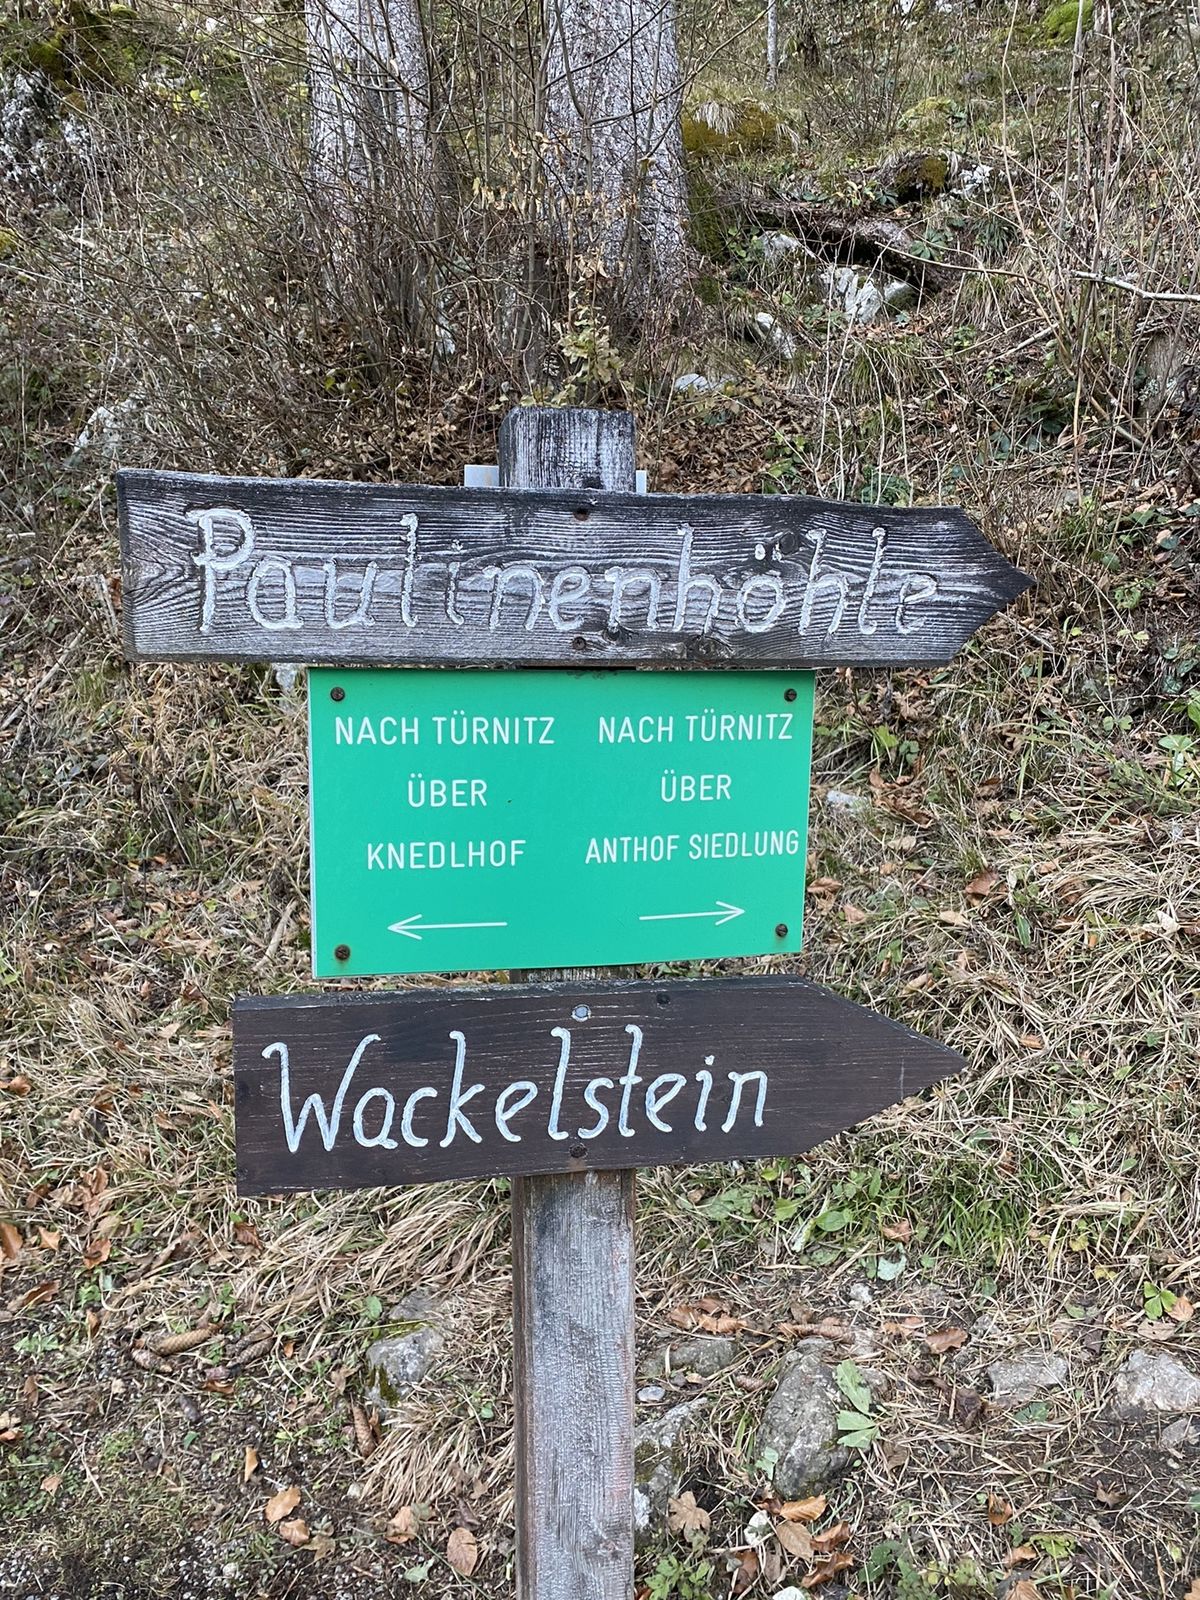 Paulinenhöhle
NACH TÜRNITZ
ÜBER
KNEDLHOF
NACH TÜRNITZ
ÜBER
ANTHOF SIEDLUNG
Wackelstein